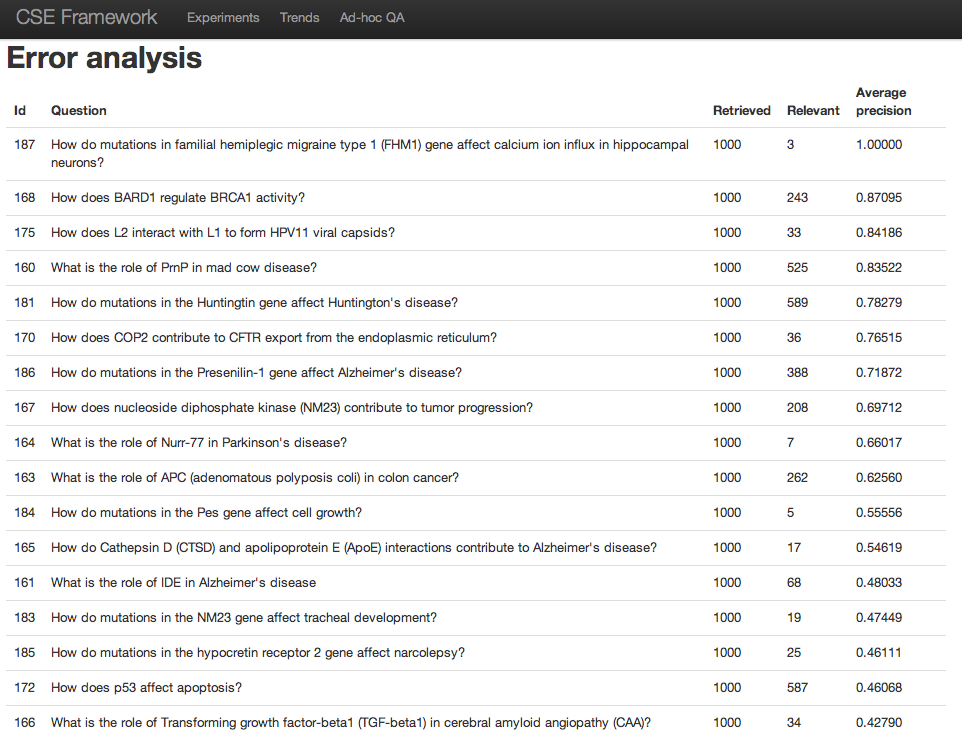 CSE Framework Experiments Trends Ad-hoc QA
Error analysis
Id Question Retrieved Relevant Average precision
187 How do mutations in familial hemiplegic migraine type 1 (FHM1) gene affect calcium ion influx in hippocampal 1000 3 1.00000
neurons?
168 How does BARD1 regulate BRCA1 activity? 1000 243 0.87095
175 How does L2 interact with L1 to form HPV11 viral capsids? 1000 33 0.84186
160 What is the role of PrnP in mad cow disease? 1000 525 0.83522
181 How do mutations in the Huntingtin gene affect Huntington's disease? 1000 589 0.78279
170 How does COP2 contribute to CFTR export from the endoplasmic reticulum? 1000 36 0.76515
186 How do mutations in the Presenilin-1 gene affect Alzheimer's disease? 1000 388 0.71872
167 How does nucleoside diphosphate kinase (NM23) contribute to tumor progression? 1000 208 0.69712
164 What is the role of Nurr-77 in Parkinson's disease? 1000 7 0.66017
163 What is the role of APC (adenomatous polyposis coli) in colon cancer? 1000 262 0.62560
184 How do mutations in the Pes gene affect cell growth? 1000 5 0.55556
165 How do Cathepsin D (CTSD) and apolipoprotein E (ApoE) interactions contribute to Alzheimer's disease? 1000 17 0.54619
161 What is the role of IDE in Alzheimer's disease 1000 68 0.48033
183 How do mutations in the NM23 gene affect tracheal development? 1000 19 0.47449
185 How do mutations in the hypocretin receptor 2 gene affect narcolepsy? 1000 25 0.46111
172 How does p53 affect apoptosis? 1000 587 0.46068
166 What is the role of Transforming growth factor-beta1 (TGF-beta1) in cerebral amyloid angiopathy (CAA)? 1000 34 0.42790